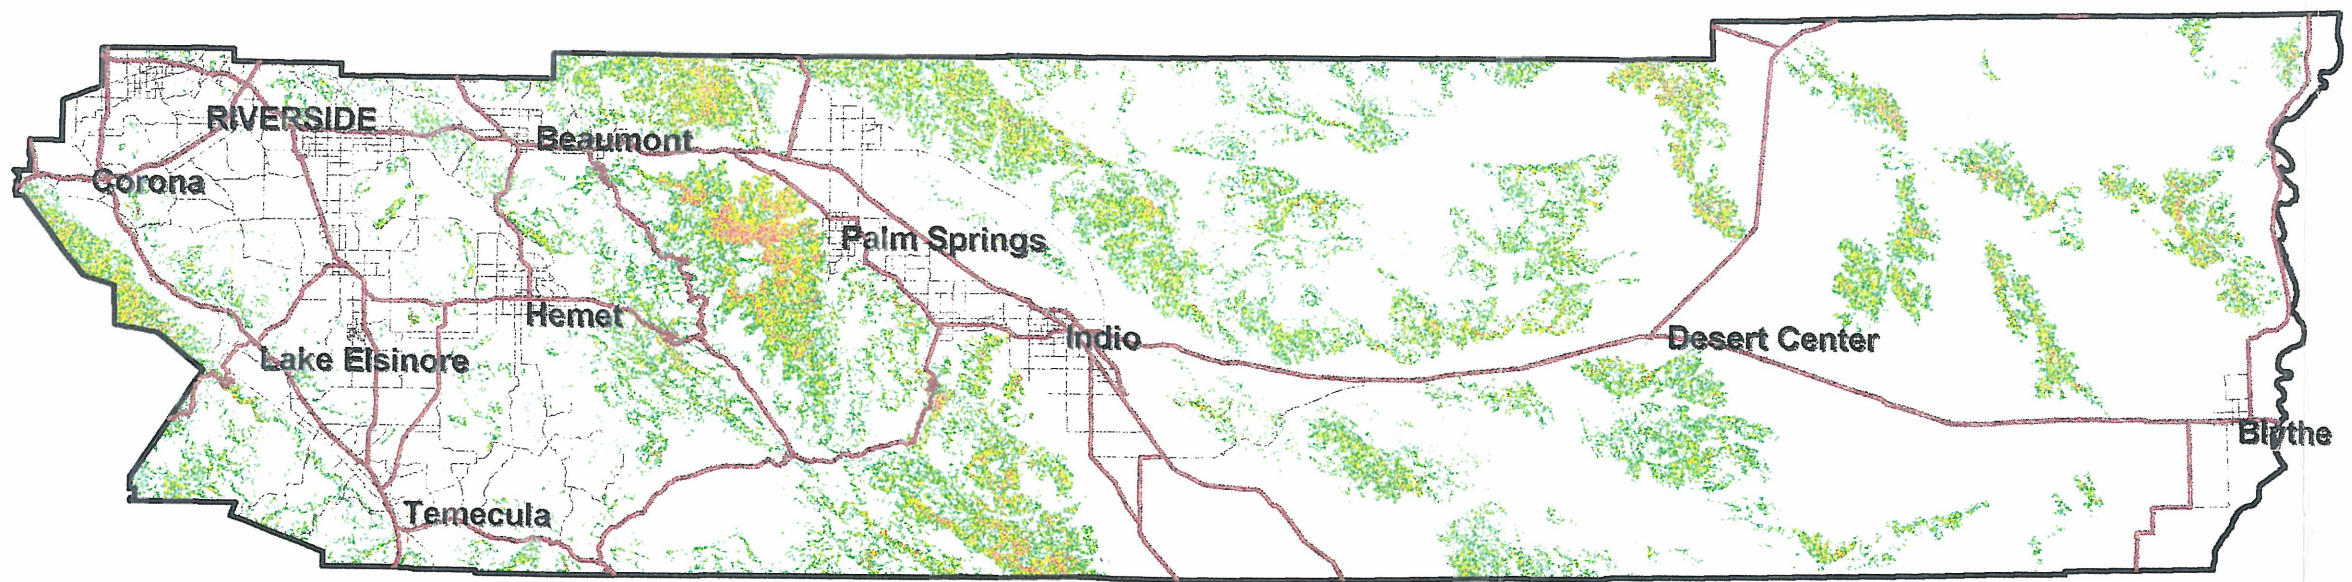 RIVERSIDE
Beaumont
Corona
Palm Springs
Hemet
Indio
Desert Center
Lake Elsinore
Blythe
Temecula